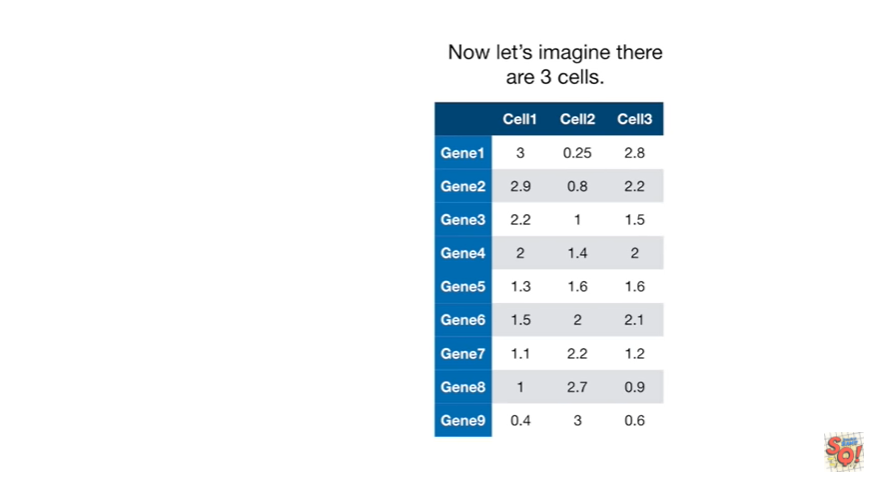 Now let's imagine there
are 3 cells.
Cell1 Cell2 Cell3
Gene1 3 0.25 2.8
Gene2 2.9 0.8 2.2
Gene3 2.2 1 1.5
Gene4 2 1.4 2
Gene5 1.3 1.6 1.6
Gene6 1.5 2 2.1
Gene7 1.1 2.2 1.2
Gene8 1 2.7 0.9
Gene9 0.4 3 0.6
SQ!